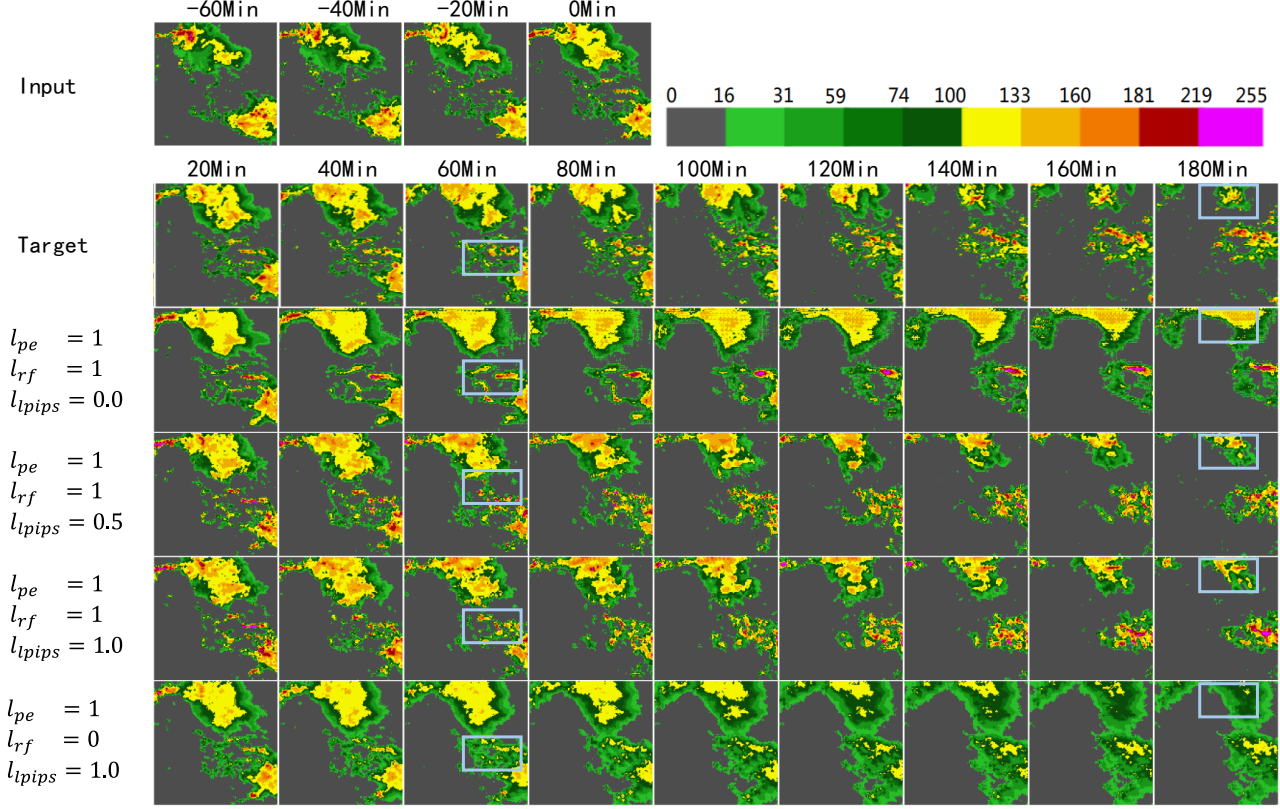 -60Min -40Min -20Min 0Min
Input
0 16 31 59 74 100 133 160 181 219 255
20Min 40Min 60Min 80Min 100Min 120Min 140Min 160Min 180Min
Target
l_pe = 1
l_rf = 1
l_lpips = 0.0
l_pe = 1
l_rf = 1
l_lpips = 0.5
l_pe = 1
l_rf = 1
l_lpips = 1.0
l_pe = 1
l_rf = 0
l_lpips = 1.0